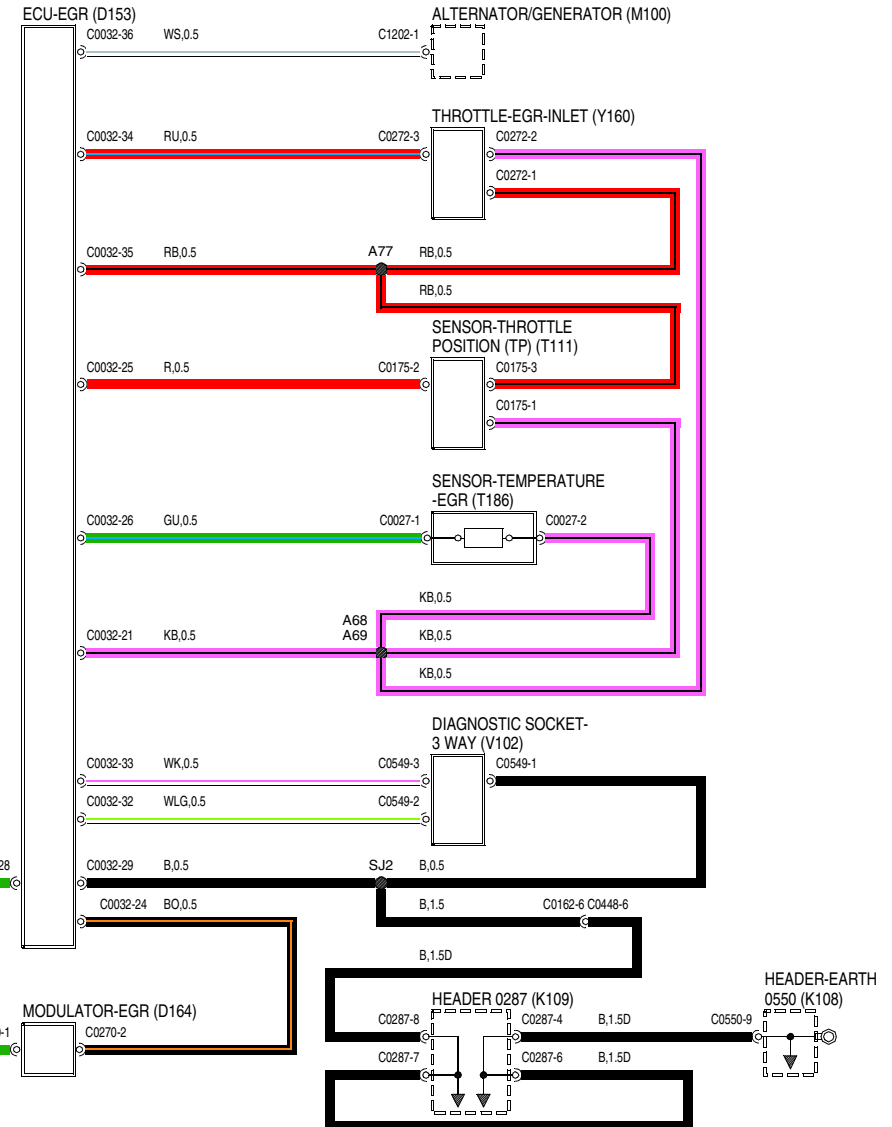 ECU-EGR (D153)
ALTERNATOR/GENERATOR (M100)
C0032-36 WS,0.5 C1202-1
THROTTLE-EGR-INLET (Y160)
C0032-34 RU,0.5 C0272-3 C0272-2
C0272-1
C0032-35 RB,0.5 A77 RB,0.5
RB,0.5
SENSOR-THROTTLE
POSITION (TP) (T111)
C0032-25 R,0.5 C0175-2 C0175-3
C0175-1
SENSOR-TEMPERATURE
-EGR (T186)
C0032-26 GU,0.5 C0027-1 C0027-2
KB,0.5
A68
C0032-21 KB,0.5 A69 KB,0.5
KB,0.5
DIAGNOSTIC SOCKET-
3 WAY (V102)
C0032-33 WK,0.5 C0549-3 C0549-1
C0032-32 WLG,0.5 C0549-2
28 C0032-29 B,0.5 SJ2 B,0.5
C0032-24 BO,0.5 B,1.5 C0162-6 C0448-6
B,1.5D
HEADER-EARTH
0550 (K108)
HEADER 0287 (K109)
MODULATOR-EGR (D164)
C0287-8 C0287-4 B,1.5D C0550-9
-1 C0270-2
C0287-7 C0287-6 B,1.5D